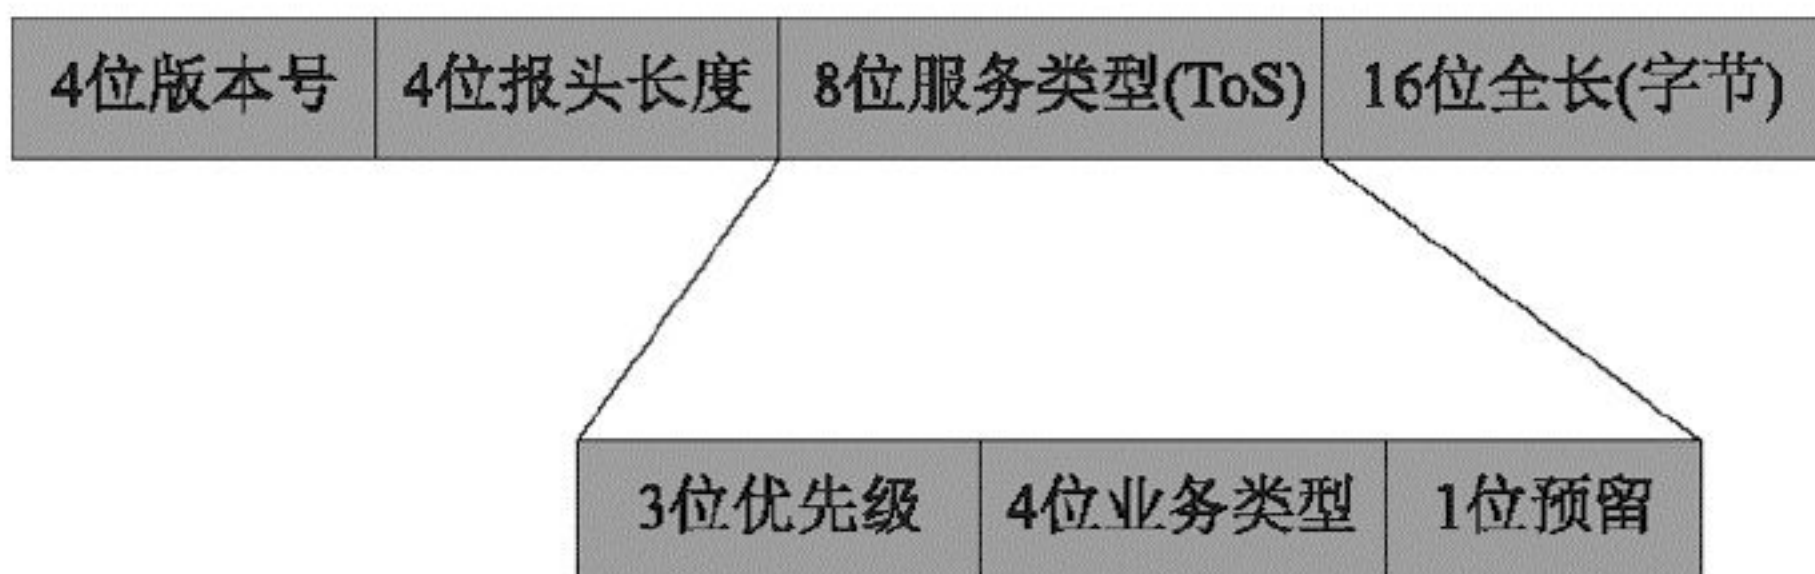 4位版本号 4位报头长度 8位服务类型(ToS) 16位全长(字节)
3位优先级 4位业务类型 1位预留